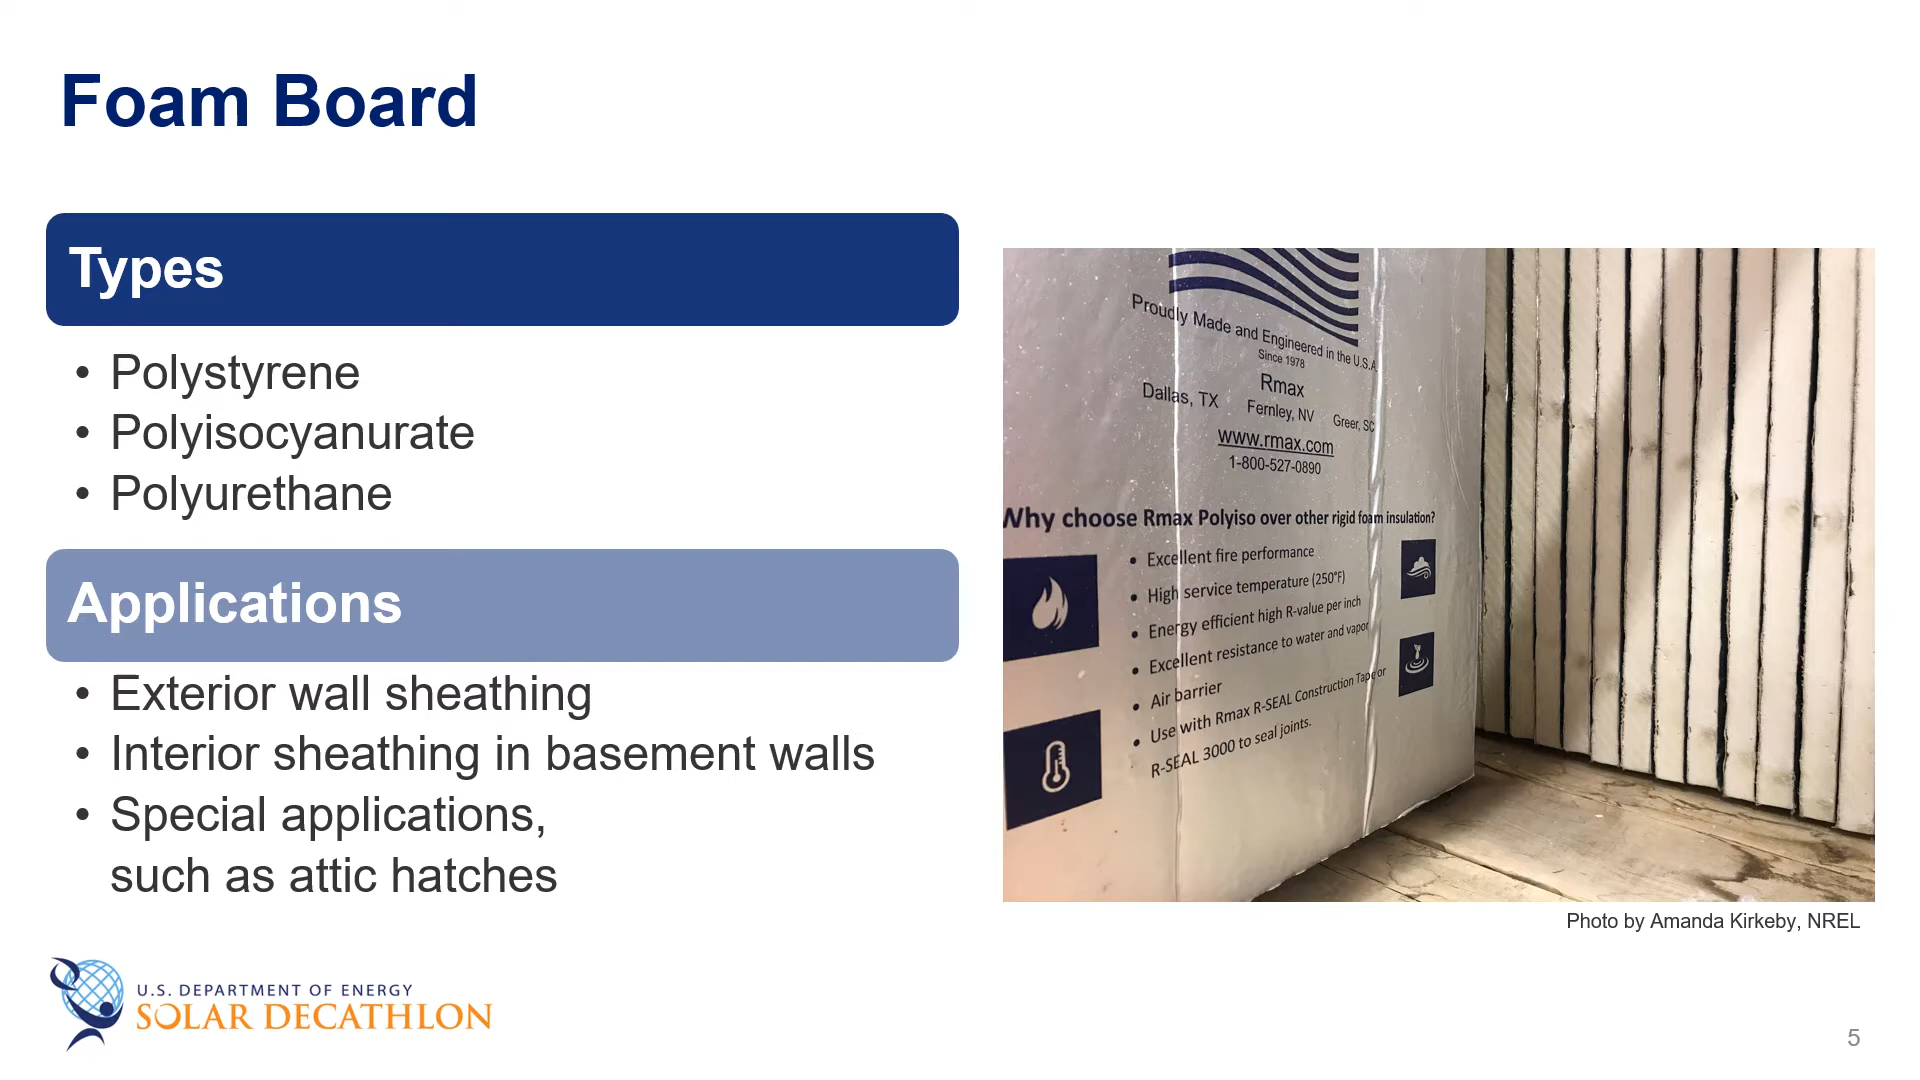 Foam Board
Types
• Polystyrene
• Polyisocyanurate
• Polyurethane
Applications
• Exterior wall sheathing
• Interior sheathing in basement walls
• Special applications,
such as attic hatches
Proudly Made and Engineered in the U.S.A.
Since 1978
Rmax
Dallas, TX Fernley, NV Greer, SC
www.rmax.com
1-800-527-0890
Why choose Rmax Polyiso over other rigid foam insulation?
• Excellent fire performance
• High service temperature (250°F)
• Energy efficient high R-value per inch
• Excellent resistance to water and vapor
• Air barrier
• Use with Rmax R-SEAL Construction Tape or
R-SEAL 3000 to seal joints.
Photo by Amanda Kirkeby, NREL
U.S. DEPARTMENT OF ENERGY
SOLAR DECATHLON
5